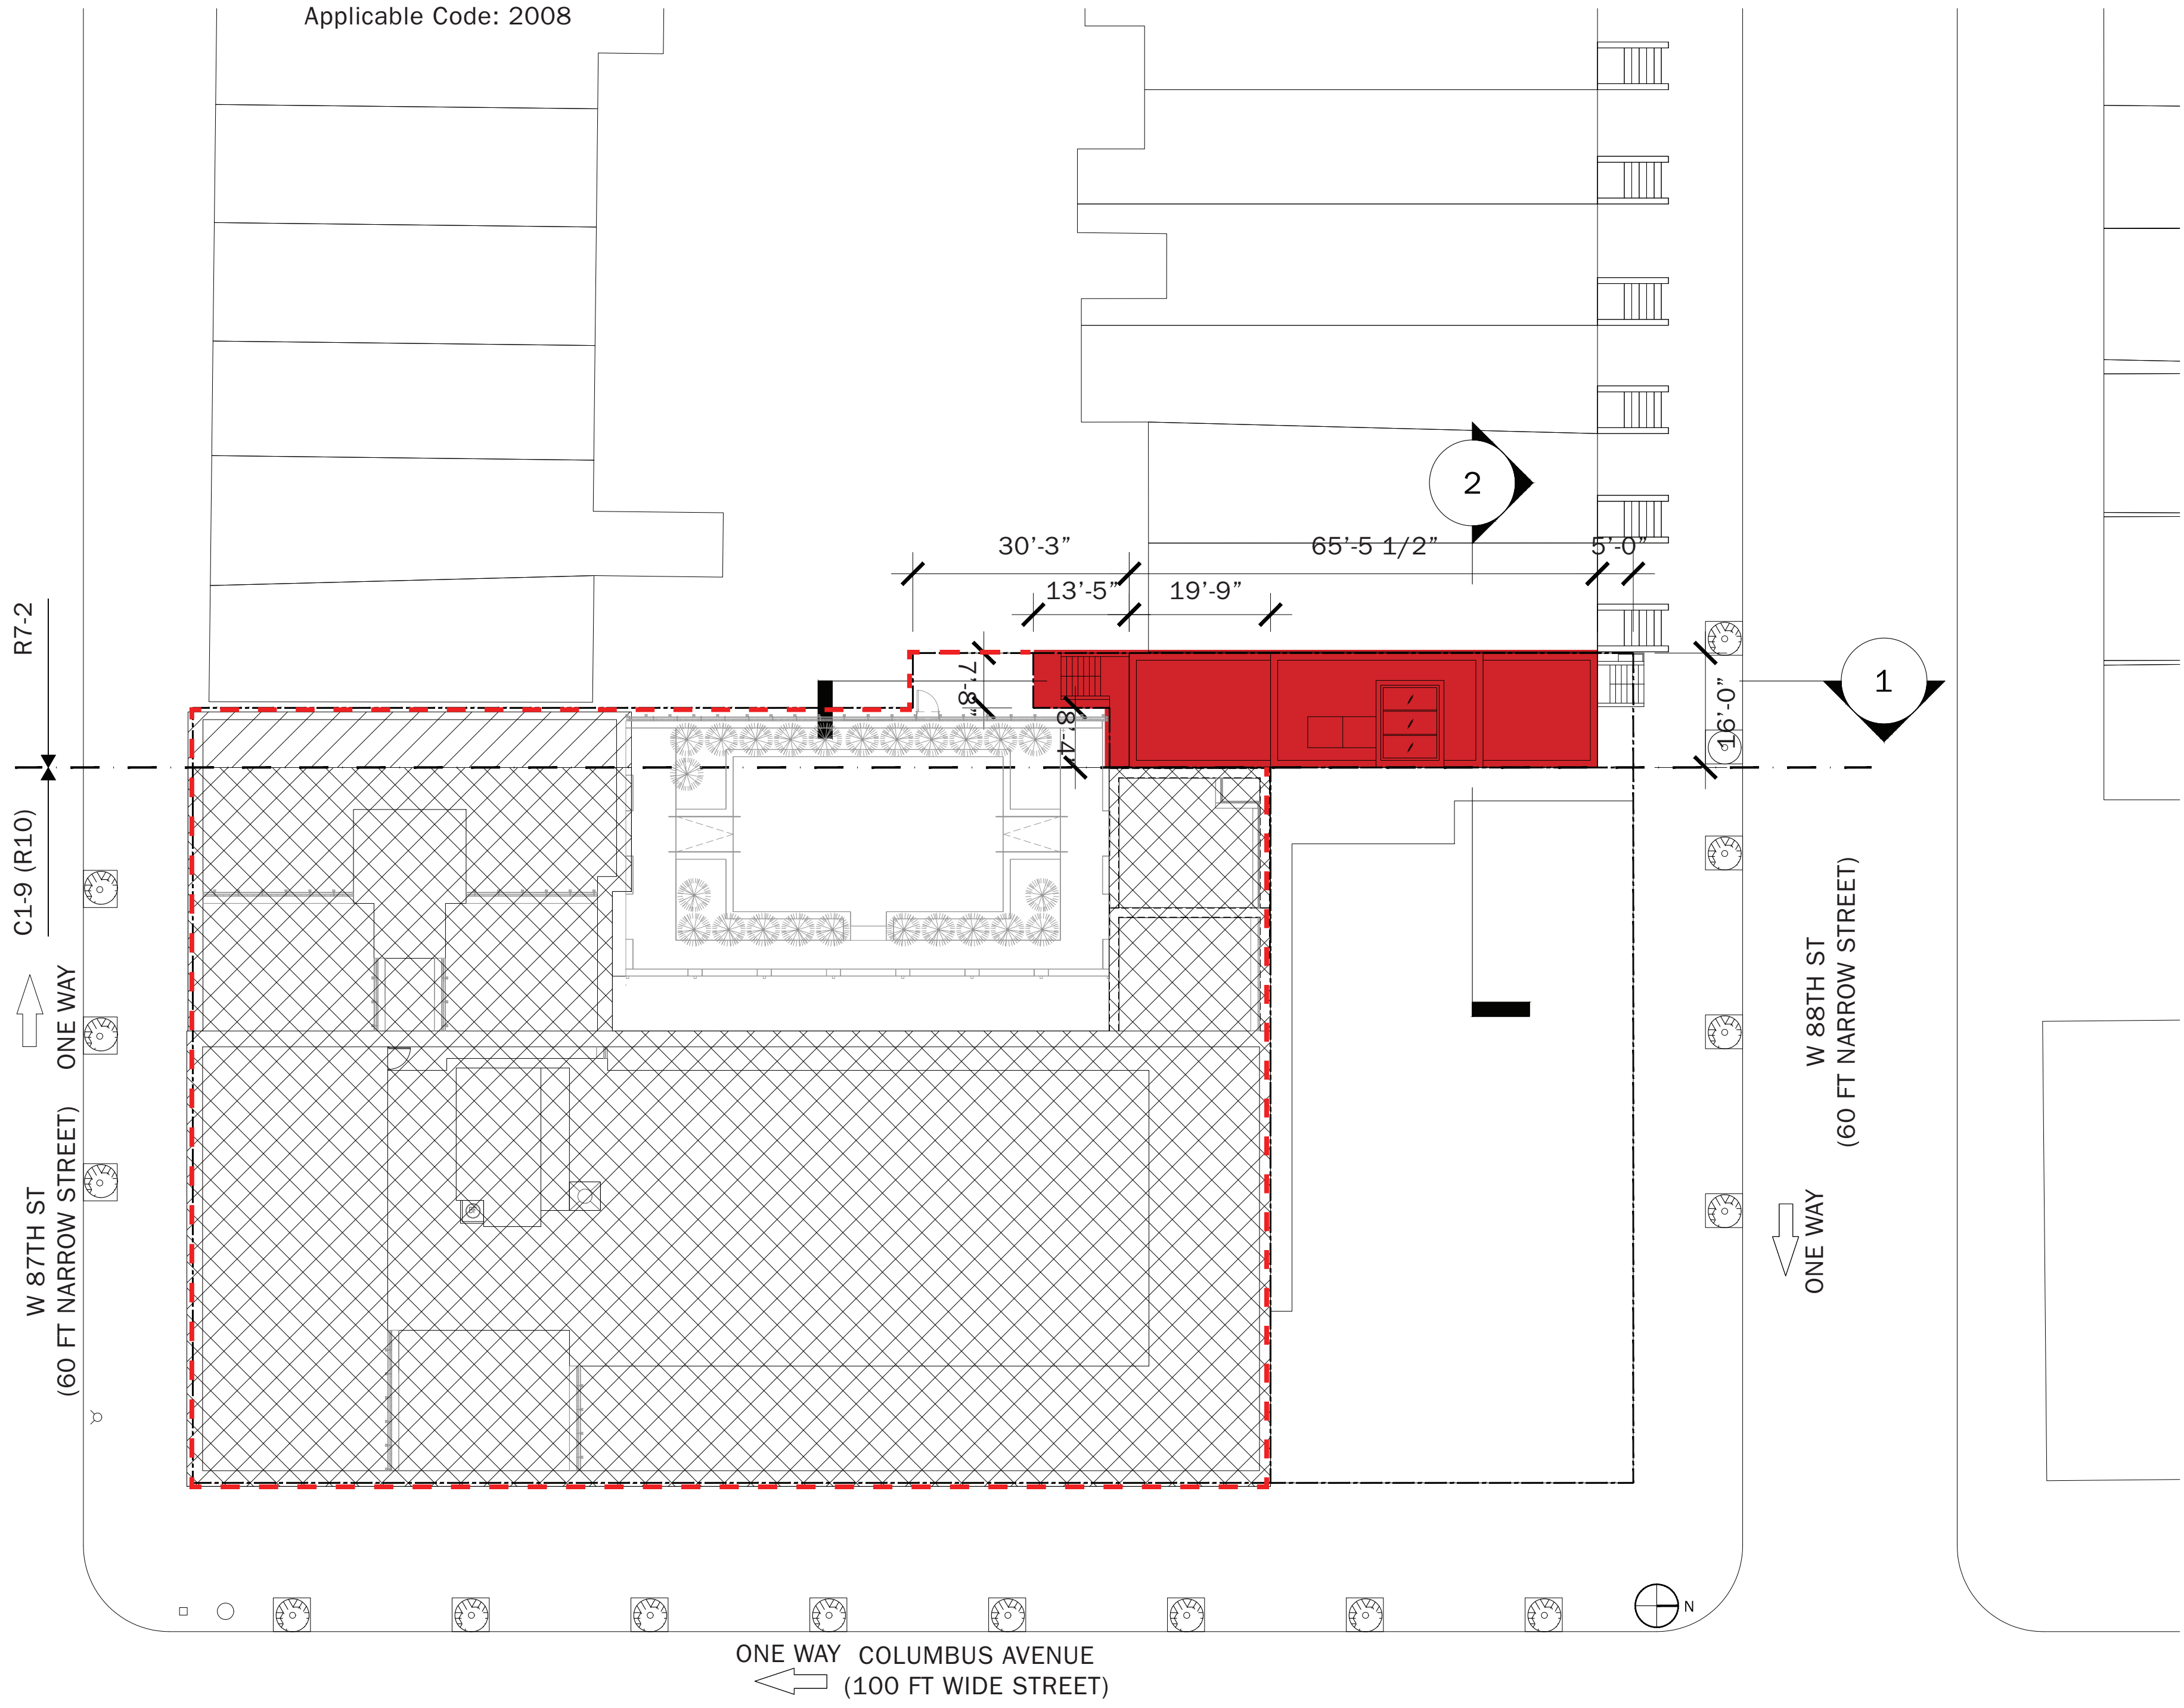 Applicable Code: 2008
2
30’-3”
65’-5 1/2”
5’-0”
13’-5”
19’-9”
R7-2
7’-8”
8’-4”
16’-0”
1
C1-9 (R10)
ONE WAY
W 87TH ST
(60 FT NARROW STREET)
W 88TH ST
(60 FT NARROW STREET)
ONE WAY
N
ONE WAY
COLUMBUS AVENUE
(100 FT WIDE STREET)